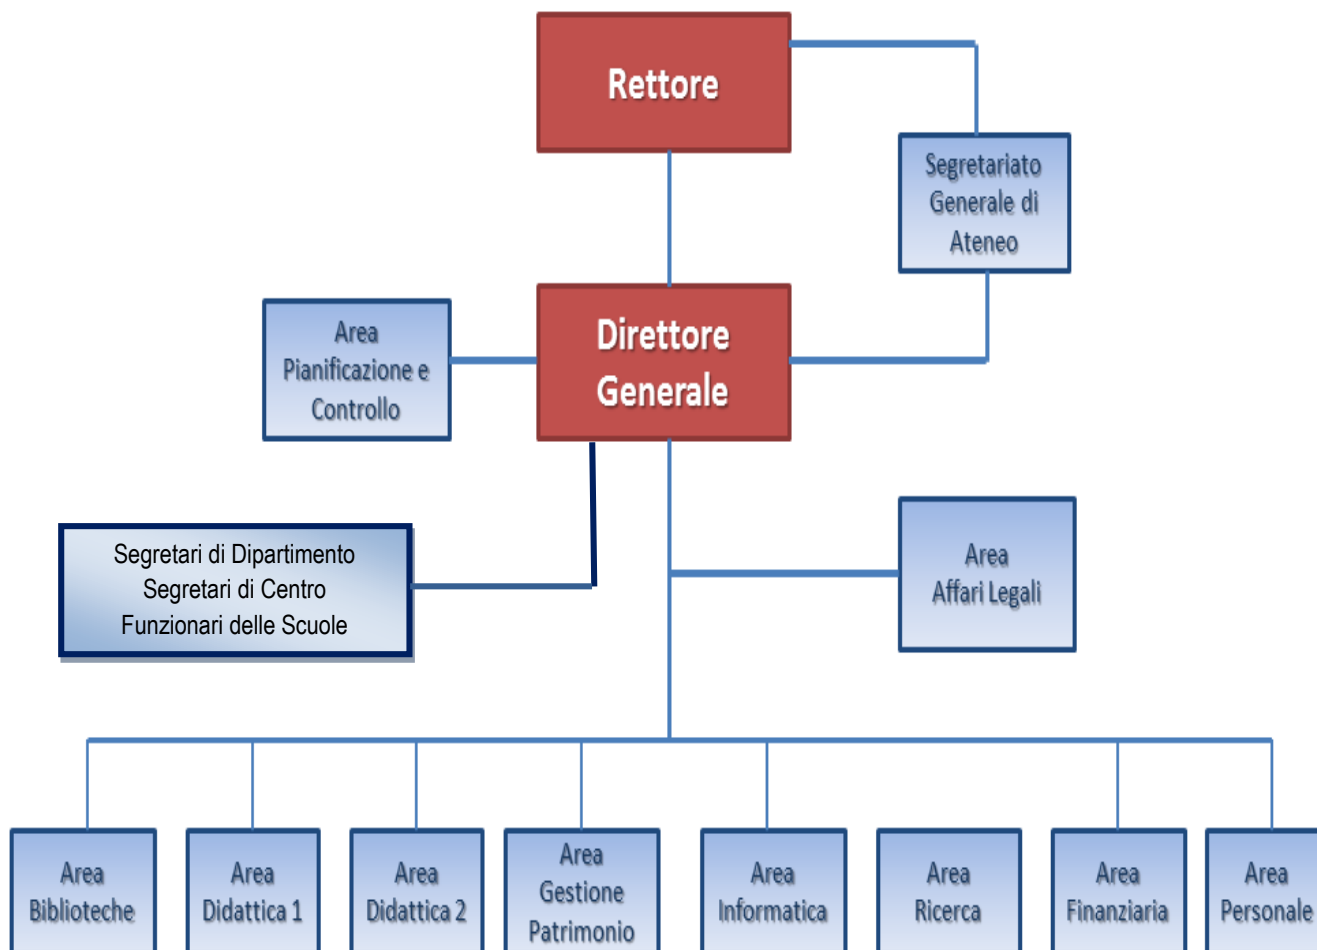 Rettore
Segretariato
Generale di
Ateneo
Direttore
Generale
Area
Pianificazione e
Controllo
Segretari di Dipartimento
Segretari di Centro
Funzionari delle Scuole
Area
Affari Legali
Area
Biblioteche
Area
Didattica 1
Area
Didattica 2
Area
Gestione
Patrimonio
Area
Informatica
Area
Ricerca
Area
Finanziaria
Area
Personale